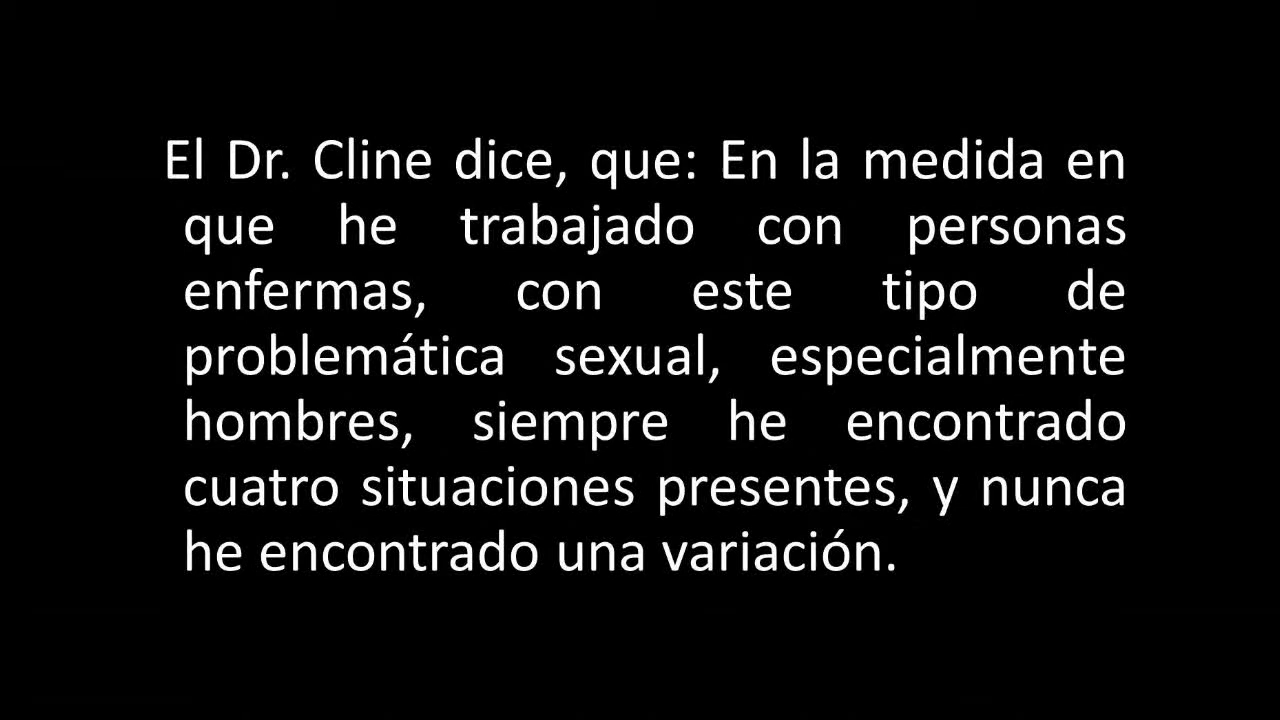 El Dr. Cline dice, que: En la medida en
que he trabajado con personas
enfermas, con este tipo de
problemática sexual, especialmente
hombres, siempre he encontrado
cuatro situaciones presentes, y nunca
he encontrado una variación.